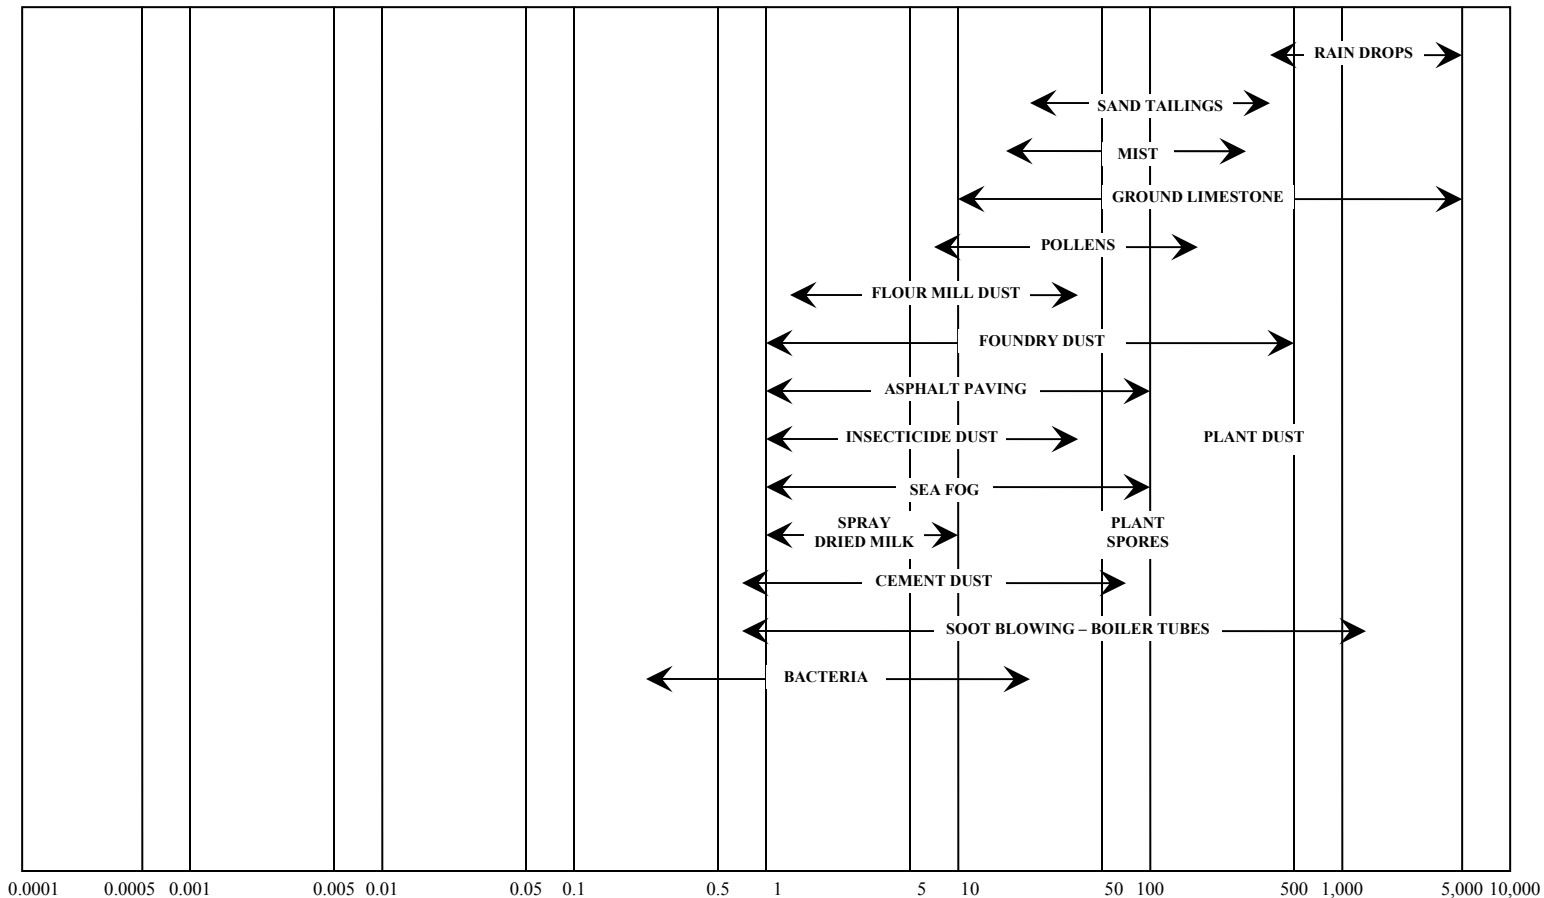 RAIN DROPS
SAND TAILINGS
MIST
GROUND LIMESTONE
POLLENS
FLOUR MILL DUST
FOUNDRY DUST
ASPHALT PAVING
INSECTICIDE DUST
PLANT DUST
SEA FOG
SPRAY
DRIED MILK
PLANT
SPORES
CEMENT DUST
SOOT BLOWING – BOILER TUBES
BACTERIA
0.0001 0.0005 0.001 0.005 0.01 0.05 0.1 0.5 1 5 10 50 100 500 1,000 5,000 10,000